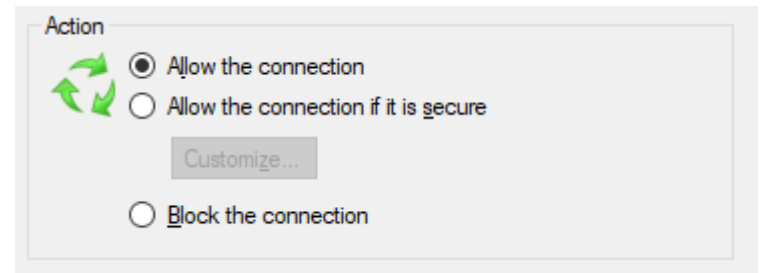 Action
Allow the connection
Allow the connection if it is secure
Customize...
Block the connection